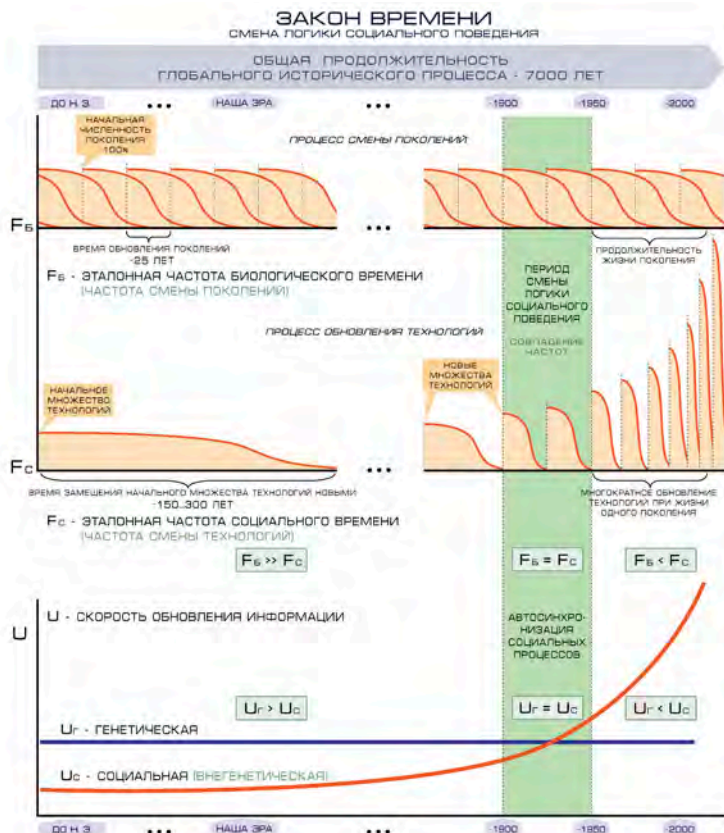 ЗАКОН ВРЕМЕНИ
СМЕНА ЛОГИКИ СОЦИАЛЬНОГО ПОВЕДЕНИЯ
ОБЩАЯ ПРОДОЛЖИТЕЛЬНОСТЬ
ГЛОБАЛЬНОГО ИСТОРИЧЕСКОГО ПРОЦЕССА - 7000 ЛЕТ
ДО Н. Э. ••• НАША ЭРА ••• ~1900 ~1950 ~2000
НАЧАЛЬНАЯ
ЧИСЛЕННОСТЬ
ПОКОЛЕНИЯ
100%
ПРОЦЕСС СМЕНЫ ПОКОЛЕНИЙ
FБ
•••
ВРЕМЯ ОБНОВЛЕНИЯ ПОКОЛЕНИЙ
~25 ЛЕТ
ПРОДОЛЖИТЕЛЬНОСТЬ
ЖИЗНИ ПОКОЛЕНИЯ
FБ - ЭТАЛОННАЯ ЧАСТОТА БИОЛОГИЧЕСКОГО ВРЕМЕНИ
(ЧАСТОТА СМЕНЫ ПОКОЛЕНИЙ)
ПЕРИОД
СМЕНЫ
ЛОГИКИ
СОЦИАЛЬНОГО
ПОВЕДЕНИЯ
СОВПАДЕНИЕ
ЧАСТОТ
ПРОЦЕСС ОБНОВЛЕНИЯ ТЕХНОЛОГИЙ
НОВЫЕ
МНОЖЕСТВА
ТЕХНОЛОГИЙ
НАЧАЛЬНОЕ
МНОЖЕСТВО
ТЕХНОЛОГИЙ
FС
•••
ВРЕМЯ ЗАМЕЩЕНИЯ НАЧАЛЬНОГО МНОЖЕСТВА ТЕХНОЛОГИЙ НОВЫМИ
~150...300 ЛЕТ
МНОГОКРАТНОЕ ОБНОВЛЕНИЕ
ТЕХНОЛОГИЙ ПРИ ЖИЗНИ
ОДНОГО ПОКОЛЕНИЯ
FС - ЭТАЛОННАЯ ЧАСТОТА СОЦИАЛЬНОГО ВРЕМЕНИ
(ЧАСТОТА СМЕНЫ ТЕХНОЛОГИЙ)
FБ >> FС FБ = FС FБ < FС
U
U - СКОРОСТЬ ОБНОВЛЕНИЯ ИНФОРМАЦИИ
АВТОСИНХРО-
НИЗАЦИЯ
СОЦИАЛЬНЫХ
ПРОЦЕССОВ
UГ > UС UГ = UС UГ < UС
UГ - ГЕНЕТИЧЕСКАЯ
UС - СОЦИАЛЬНАЯ (ВНЕГЕНЕТИЧЕСКАЯ)
ДО Н. Э. ••• НАША ЭРА ••• ~1900 ~1950 ~2000